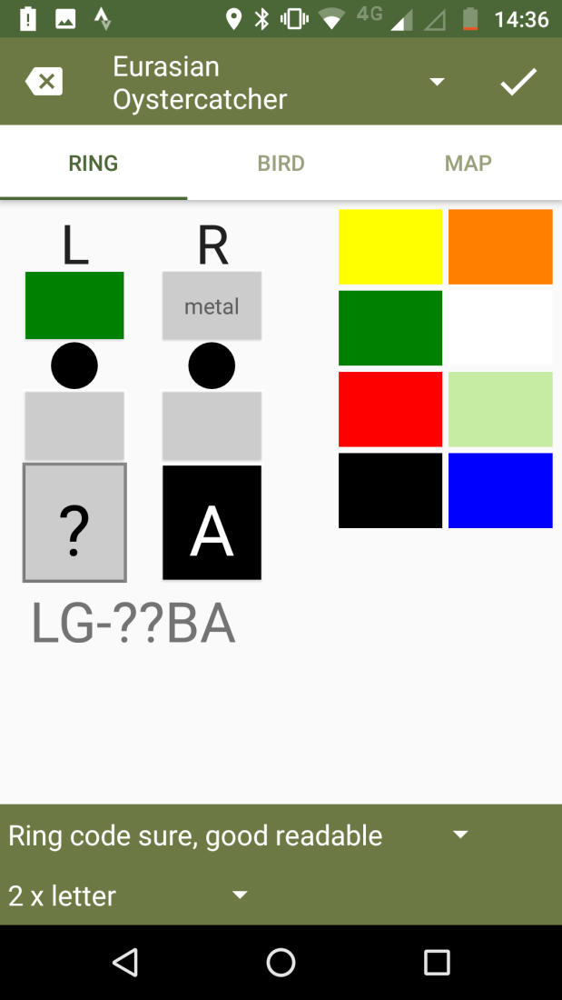 4G 14:36
Eurasian
Oystercatcher
RING BIRD MAP
L R
metal
? A
LG-??BA
Ring code sure, good readable
2 x letter